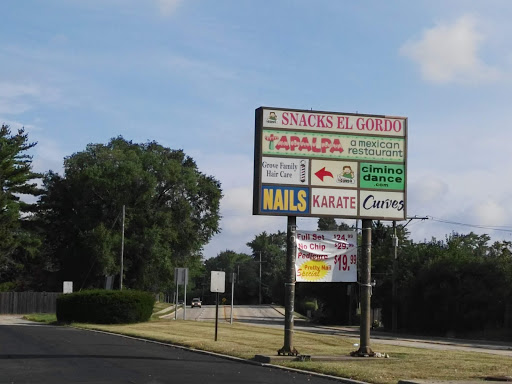 SNACKS EL GORDO
TAPALPA
a mexican
restaurant
Grove Family
Hair Care
cimino
dance
.com
NAILS
KARATE
Curves
Full Set $24.99
No Chip $29.
Pedicure
$19.99
Pretty Nail